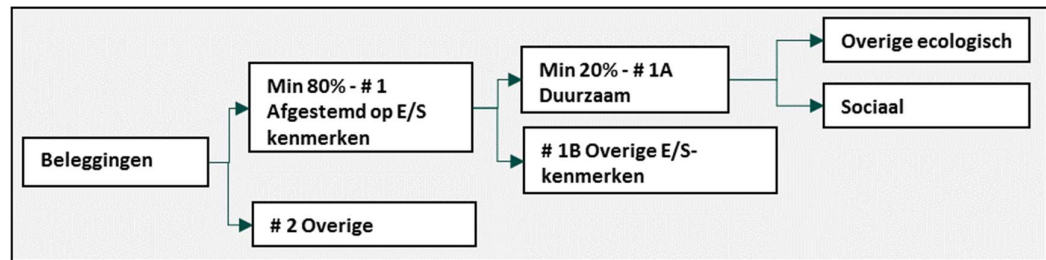 Beleggingen
Min 80% - # 1
Afgestemd op E/S
kenmerken
# 2 Overige
Min 20% - # 1A
Duurzaam
# 1B Overige E/S-
kenmerken
Overige ecologisch
Sociaal